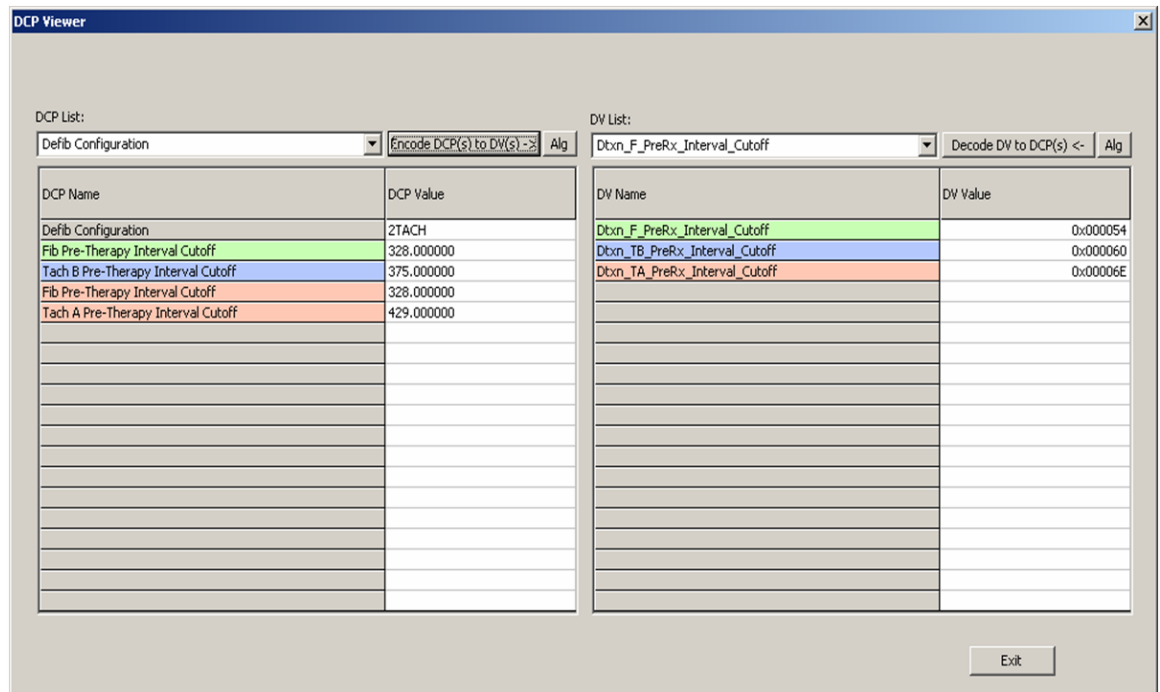 DCP Viewer
DCP List:
Defib Configuration
Encode DCP(s) to DV(s) ->
Alg
DCP Name DCP Value
Defib Configuration 2TACH
Fib Pre-Therapy Interval Cutoff 328.000000
Tach B Pre-Therapy Interval Cutoff 375.000000
Fib Pre-Therapy Interval Cutoff 328.000000
Tach A Pre-Therapy Interval Cutoff 429.000000
DV List:
Dtxn_F_PreRx_Interval_Cutoff
Decode DV to DCP(s) <-
Alg
DV Name DV Value
Dtxn_F_PreRx_Interval_Cutoff 0x000054
Dtxn_TB_PreRx_Interval_Cutoff 0x000060
Dtxn_TA_PreRx_Interval_Cutoff 0x00006E
Exit